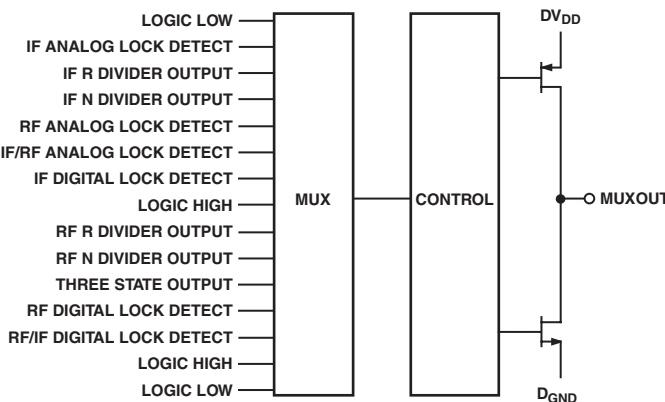 LOGIC LOW
IF ANALOG LOCK DETECT
IF R DIVIDER OUTPUT
IF N DIVIDER OUTPUT
RF ANALOG LOCK DETECT
IF/RF ANALOG LOCK DETECT
IF DIGITAL LOCK DETECT
LOGIC HIGH
RF R DIVIDER OUTPUT
RF N DIVIDER OUTPUT
THREE STATE OUTPUT
RF DIGITAL LOCK DETECT
RF/IF DIGITAL LOCK DETECT
LOGIC HIGH
LOGIC LOW
MUX
CONTROL
DVDD
MUXOUT
DGND